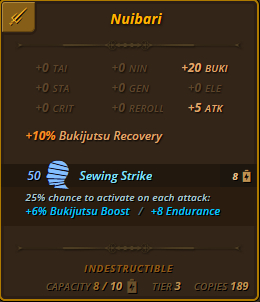 Nuibari
+0 TAI +0 NIN +20 BUKI
+0 STA +0 GEN +0 ELE
+0 CRIT +0 REROLL +5 ATK
+10% Bukijutsu Recovery
50 Sewing Strike 8
25% chance to activate on each attack:
+6% Bukijutsu Boost / +8 Endurance
INDESTRUCTIBLE
CAPACITY 8 / 10 TIER 3 COPIES 189